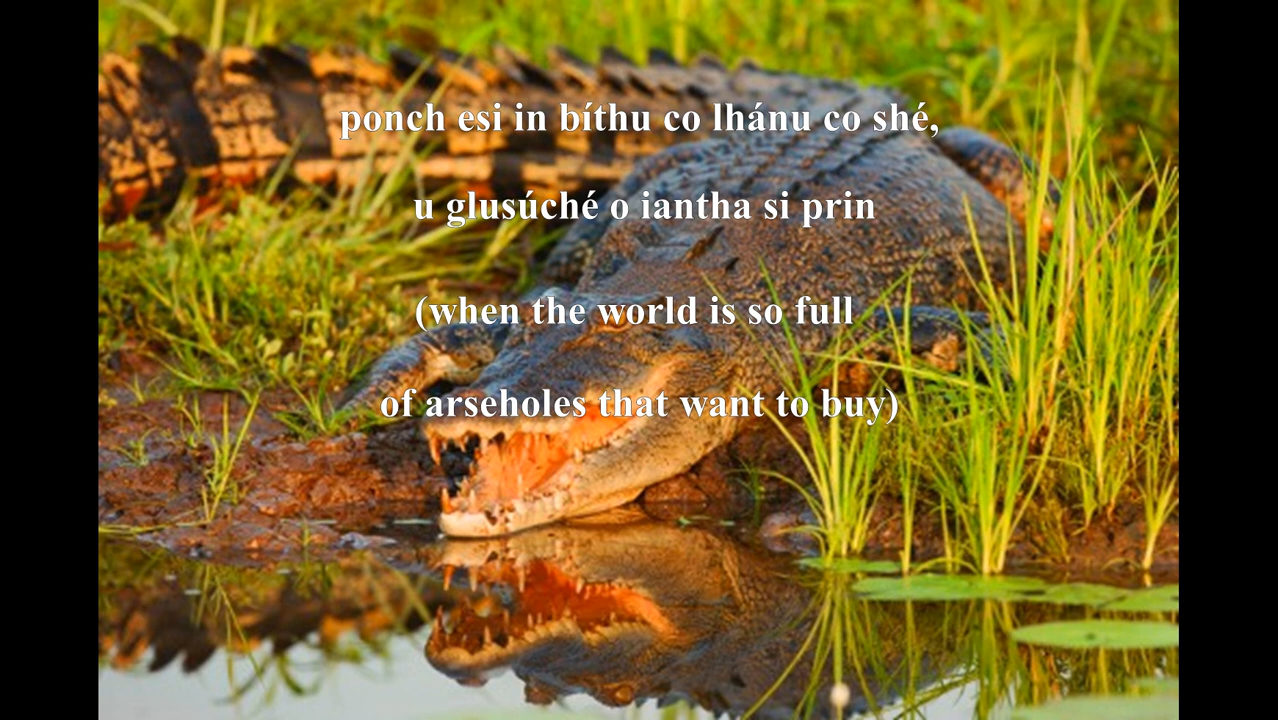 ponch esi in bíthu co lhánu co shé,
u glusúché o iantha si prin
(when the world is so full
of arseholes that want to buy)